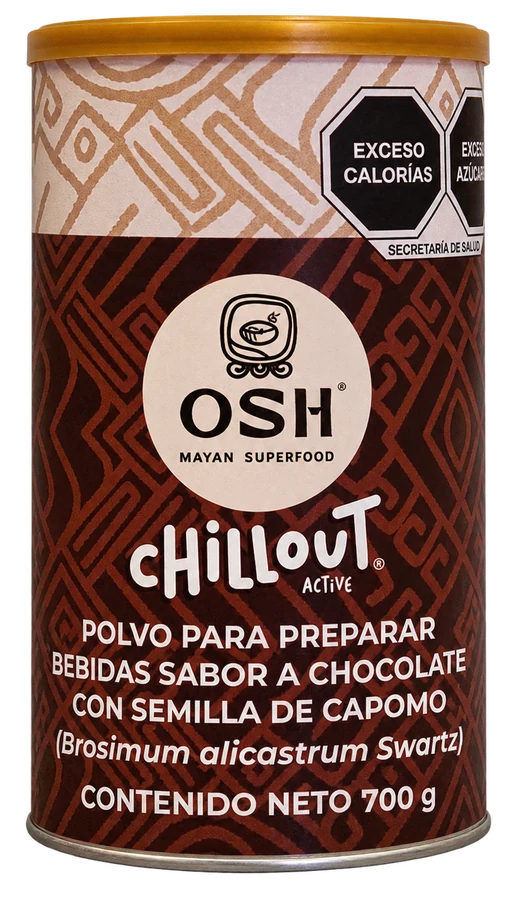 EXCESO
CALORÍAS
SECRETARÍA DE SALUD
OSH®
MAYAN SUPERFOOD
CHiLLOUT®
ACTiVE
POLVO PARA PREPARAR
BEBIDAS SABOR A CHOCOLATE
CON SEMILLA DE CAPOMO
(Brosimum alicastrum Swartz)
CONTENIDO NETO 700 g